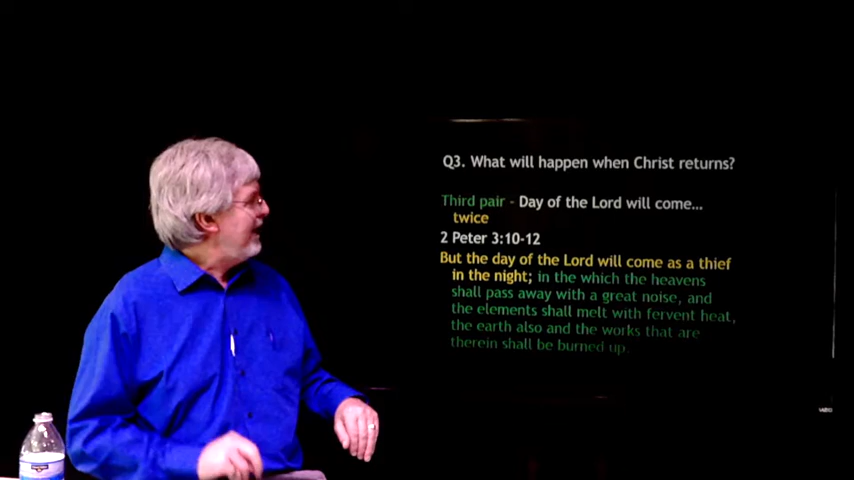 Q3. What will happen when Christ returns?
Third pair - Day of the Lord will come...
twice
2 Peter 3:10-12
But the day of the Lord will come as a thief
in the night; in the which the heavens
shall pass away with a great noise, and
the elements shall melt with fervent heat,
the earth also and the works that are
therein shall be burned up.
VIZIO